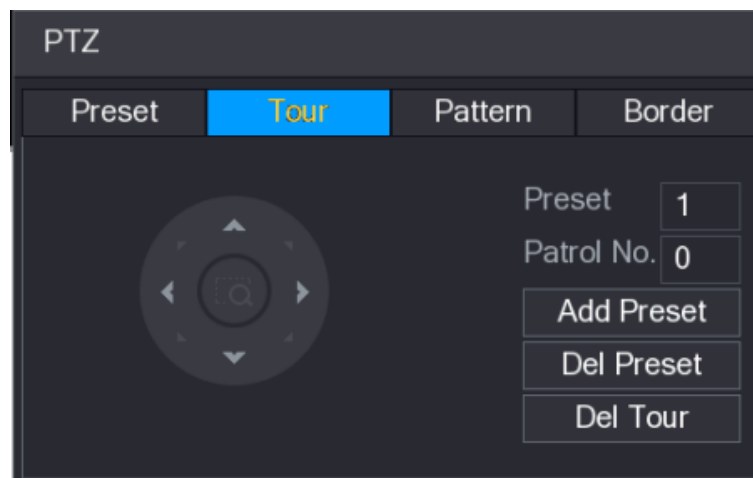 PTZ
Preset Tour Pattern Border
Preset 1
Patrol No. 0
Add Preset
Del Preset
Del Tour